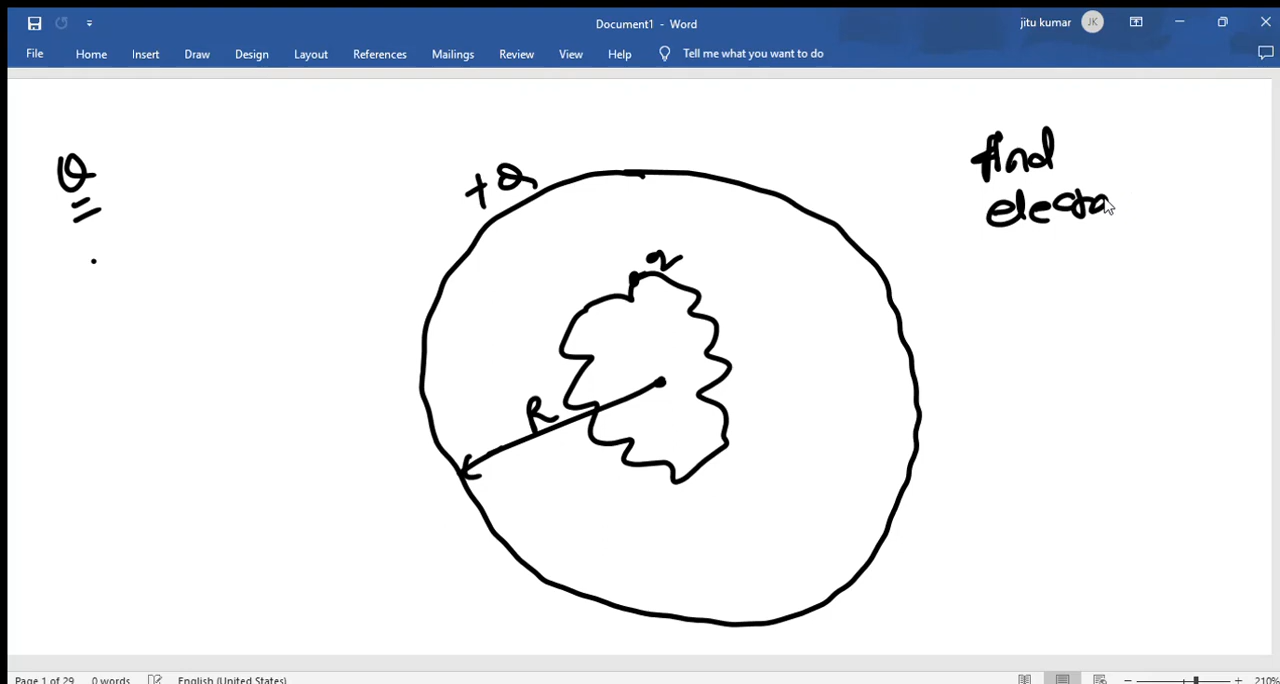 Document1 - Word
jitu kumar
JK
File Home Insert Draw Design Layout References Mailings Review View Help Tell me what you want to do
Q
+Q
find
electr
q
R
Page 1 of 29 0 words English (United States) 210%